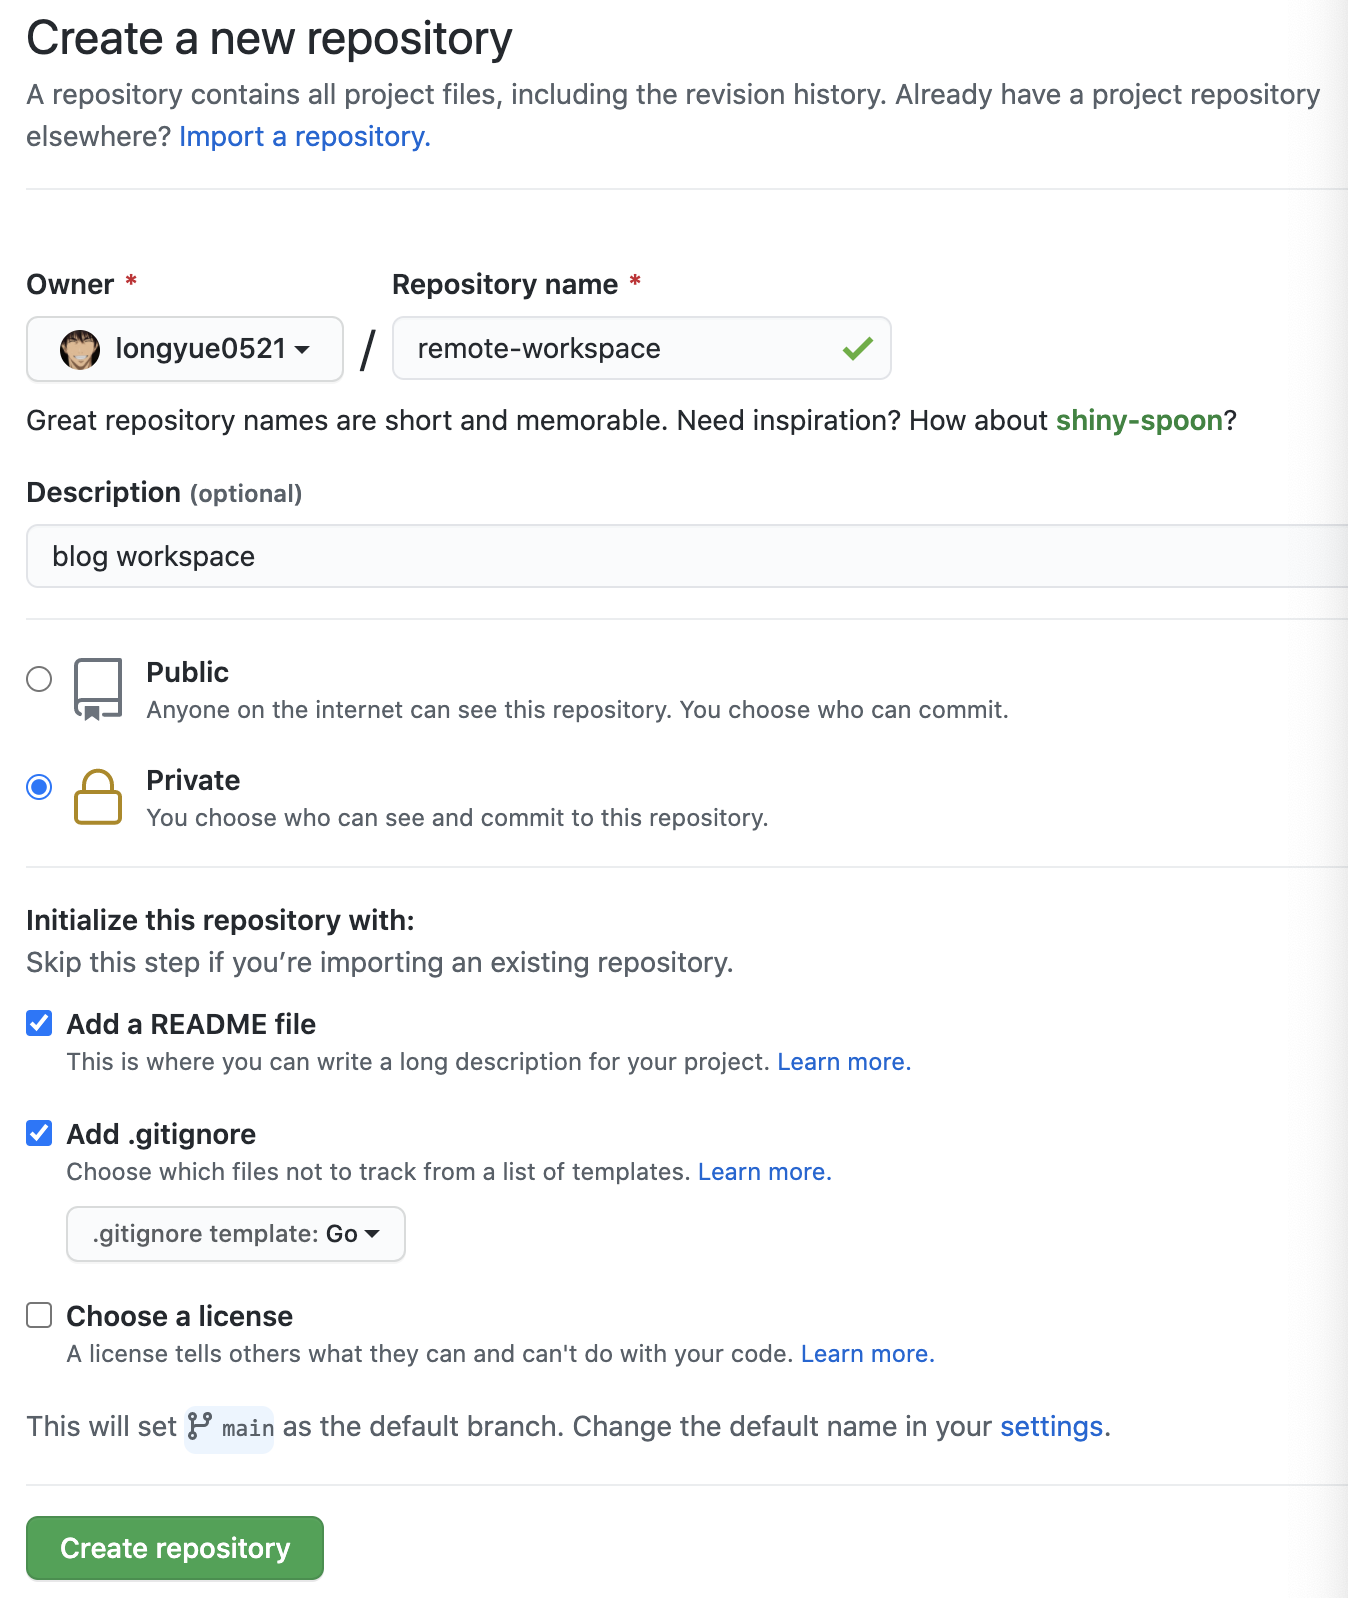 Create a new repository
A repository contains all project files, including the revision history. Already have a project repository
elsewhere? Import a repository.
Owner * Repository name *
longyue0521 / remote-workspace
Great repository names are short and memorable. Need inspiration? How about shiny-spoon?
Description (optional)
blog workspace
Public
Anyone on the internet can see this repository. You choose who can commit.
Private
You choose who can see and commit to this repository.
Initialize this repository with:
Skip this step if you’re importing an existing repository.
Add a README file
This is where you can write a long description for your project. Learn more.
Add .gitignore
Choose which files not to track from a list of templates. Learn more.
.gitignore template: Go
Choose a license
A license tells others what they can and can't do with your code. Learn more.
This will set main as the default branch. Change the default name in your settings.
Create repository